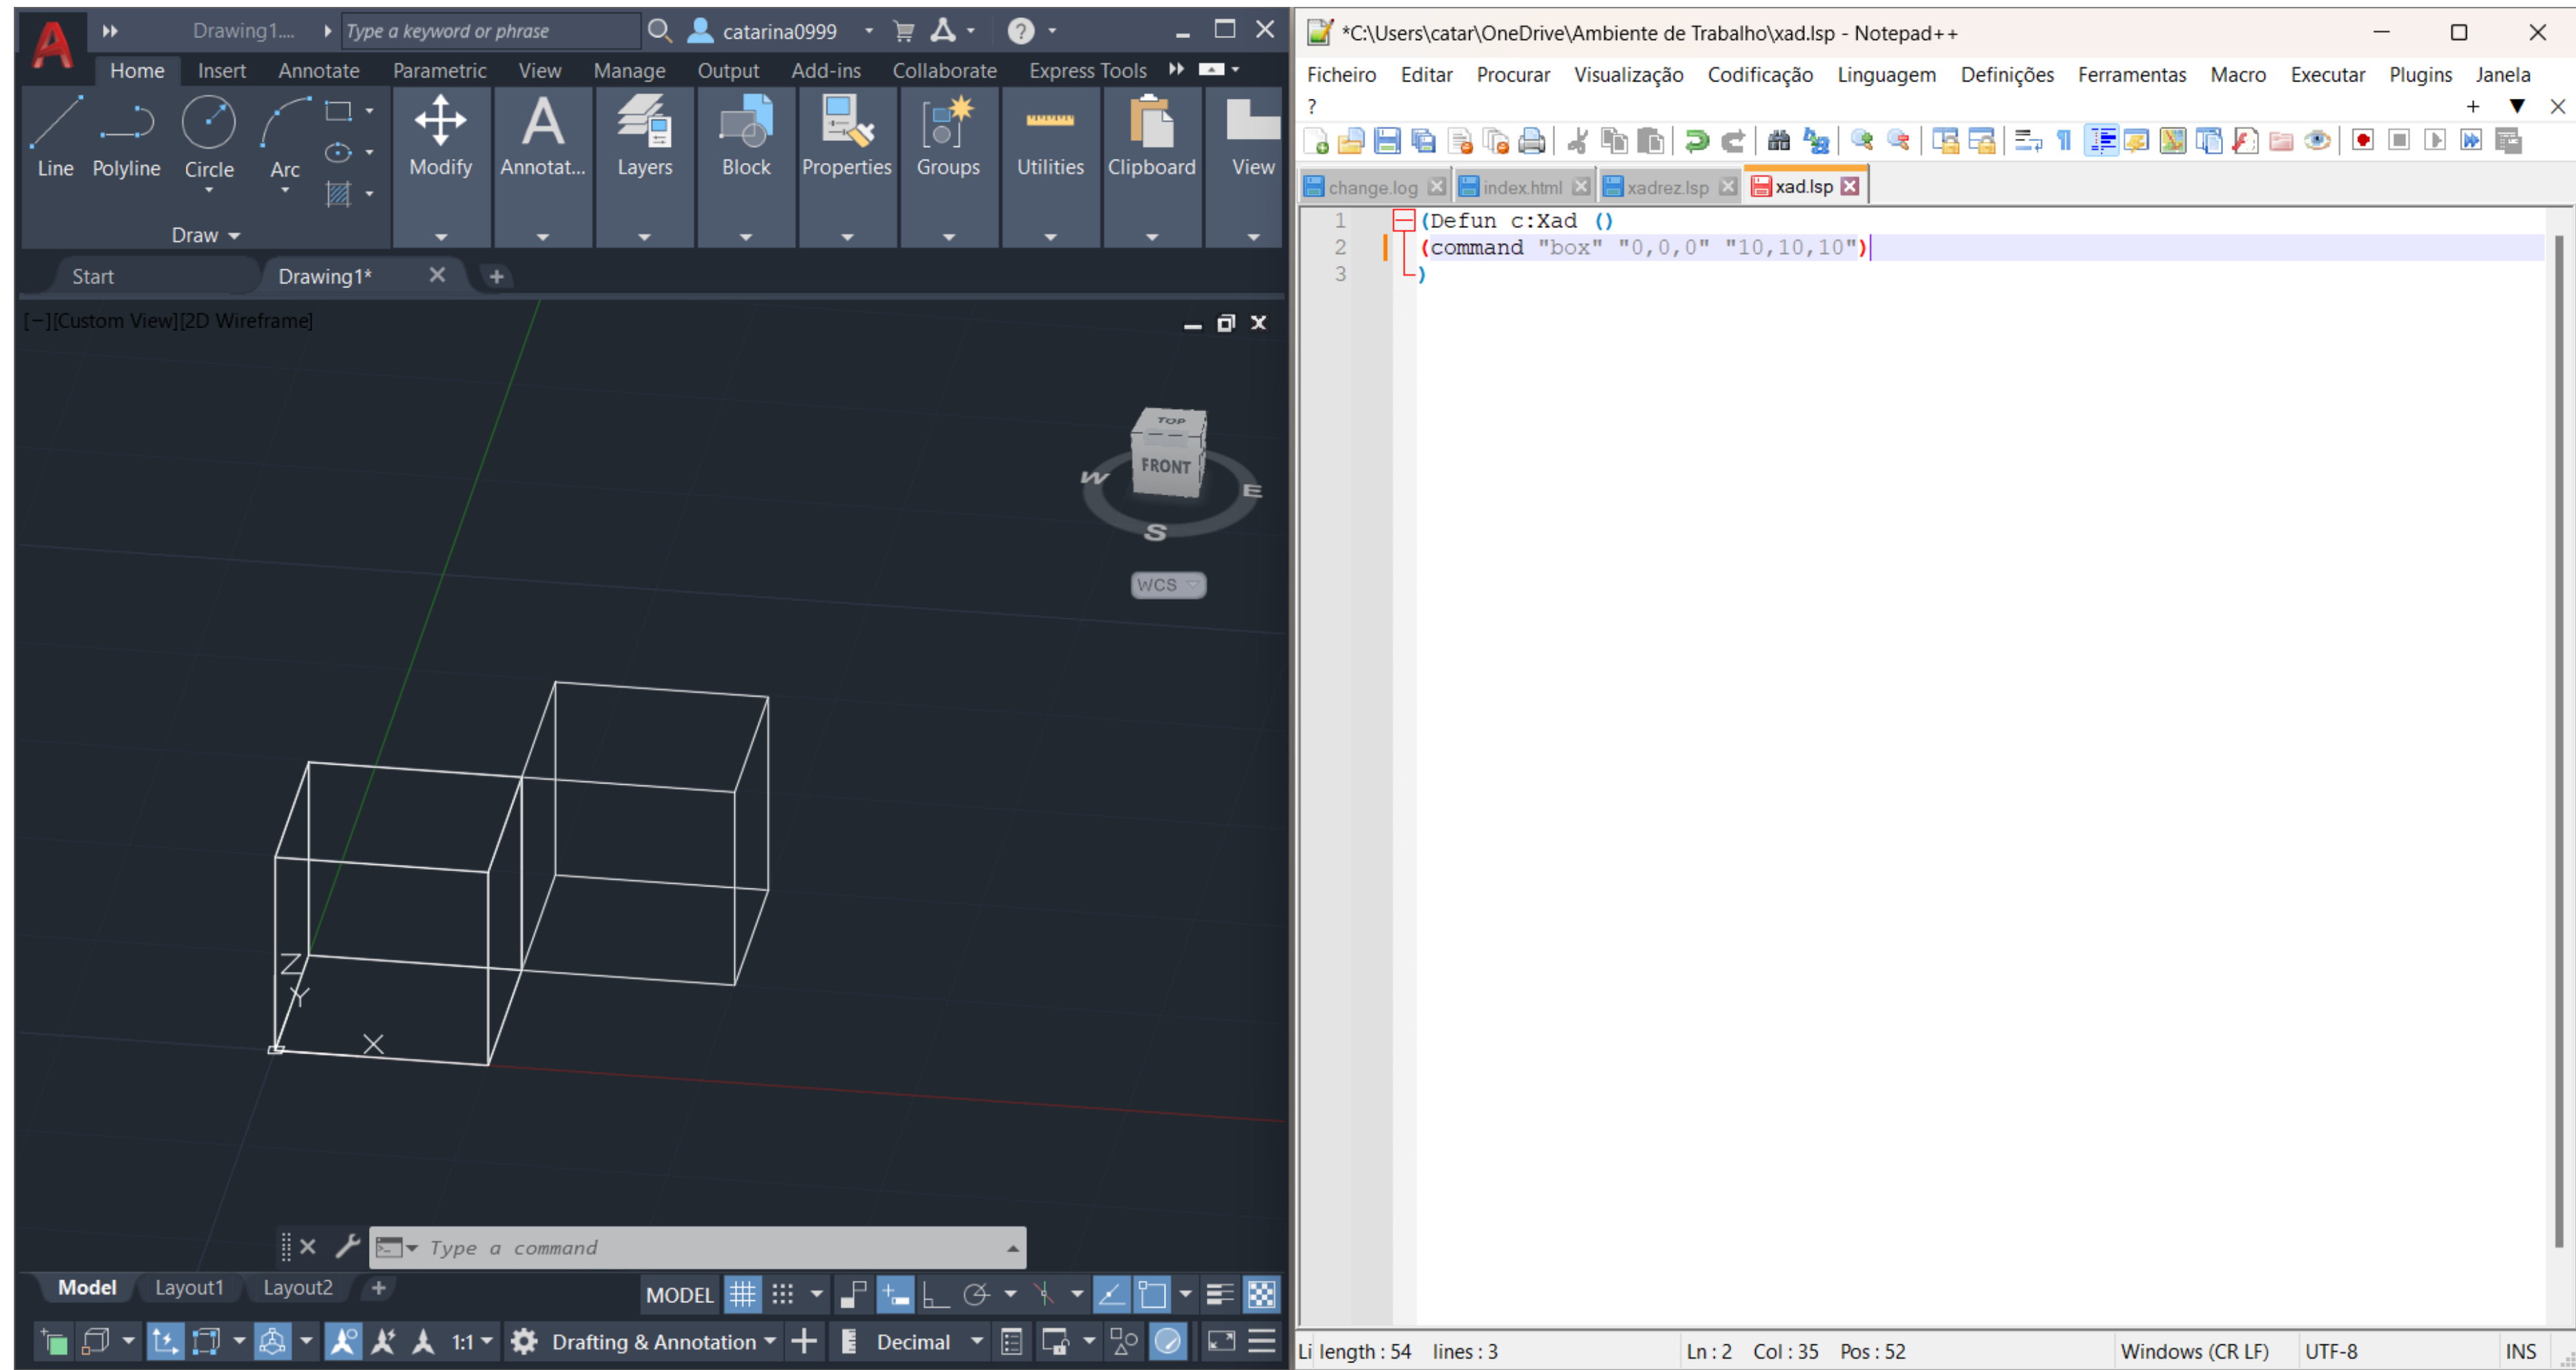 Drawing1.... Type a keyword or phrase catarina0999
Home Insert Annotate Parametric View Manage Output Add-ins Collaborate Express Tools
Line Polyline Circle Arc Modify Annotat... Layers Block Properties Groups Utilities Clipboard View
Draw
Start Drawing1*
[−][Custom View][2D Wireframe]
TOP
FRONT
W
E
S
WCS
Z
Y
X
Type a command
Model Layout1 Layout2 MODEL
1:1 Drafting & Annotation Decimal
*C:\Users\catar\OneDrive\Ambiente de Trabalho\xad.lsp - Notepad++
Ficheiro Editar Procurar Visualização Codificação Linguagem Definições Ferramentas Macro Executar Plugins Janela
?
change.log index.html xadrez.lsp xad.lsp
1 (Defun c:Xad ()
2 (command "box" "0,0,0" "10,10,10")
3 )
Li length : 54 lines : 3 Ln : 2 Col : 35 Pos : 52 Windows (CR LF) UTF-8 INS